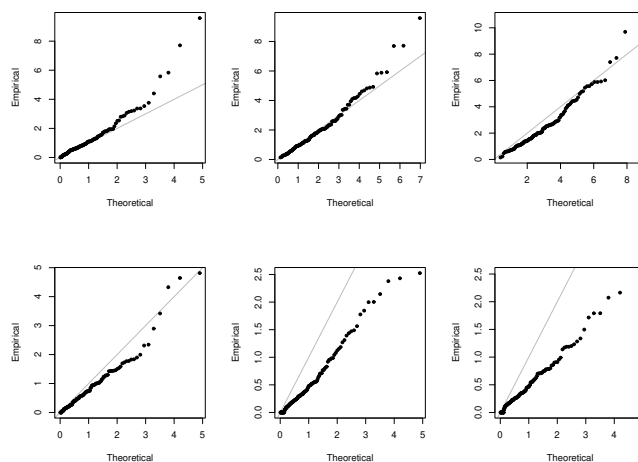 Empirical
0 2 4 6 8
0 1 2 3 4 5
Theoretical
Empirical
0 2 4 6 8
0 1 2 3 4 5 6 7
Theoretical
Empirical
0 2 4 6 8 10
2 4 6 8
Theoretical
Empirical
0 1 2 3 4 5
0 1 2 3 4 5
Theoretical
Empirical
0.0 0.5 1.0 1.5 2.0 2.5
0 1 2 3 4 5
Theoretical
Empirical
0.0 0.5 1.0 1.5 2.0 2.5
0 1 2 3 4
Theoretical